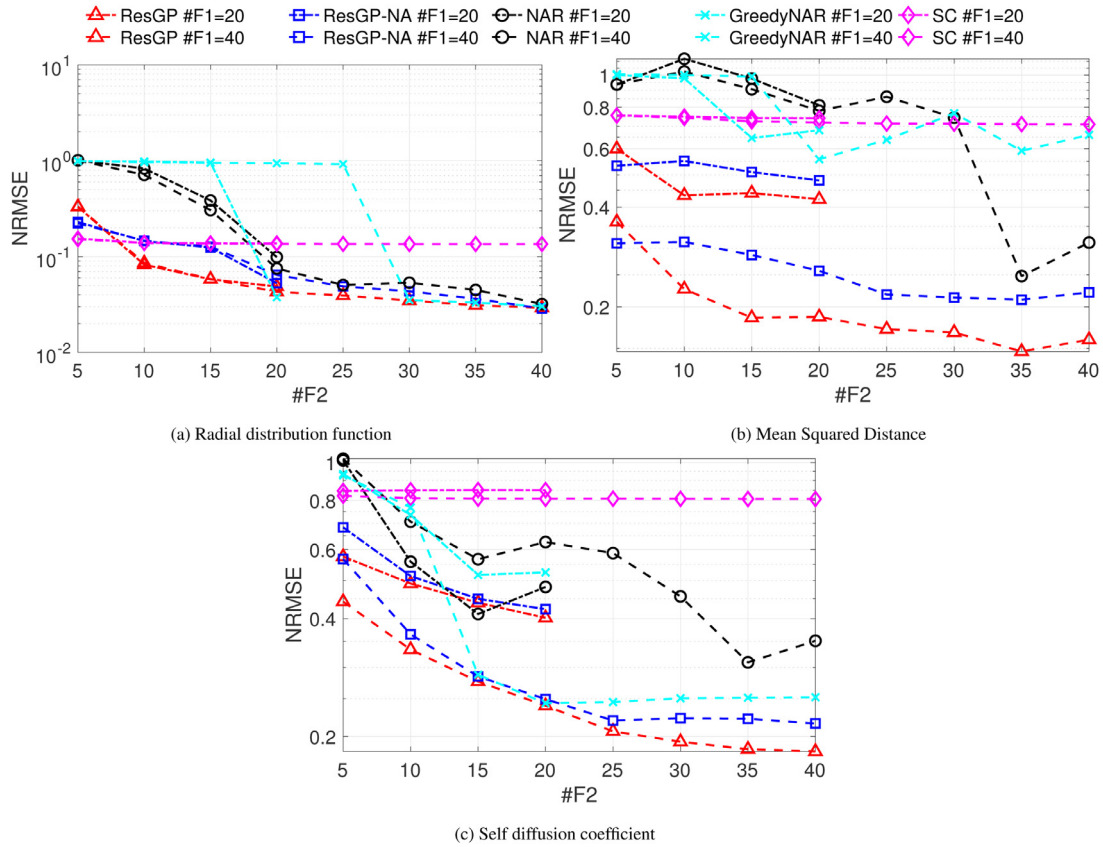 ResGP #F1=20 ResGP-NA #F1=20 NAR #F1=20 GreedyNAR #F1=20 SC #F1=20
ResGP #F1=40 ResGP-NA #F1=40 NAR #F1=40 GreedyNAR #F1=40 SC #F1=40
NRMSE
10^1
10^0
10^-1
10^-2
5 10 15 20 25 30 35 40
#F2
(a) Radial distribution function
NRMSE
1
0.8
0.6
0.4
0.2
5 10 15 20 25 30 35 40
#F2
(b) Mean Squared Distance
NRMSE
1
0.8
0.6
0.4
0.2
5 10 15 20 25 30 35 40
#F2
(c) Self diffusion coefficient